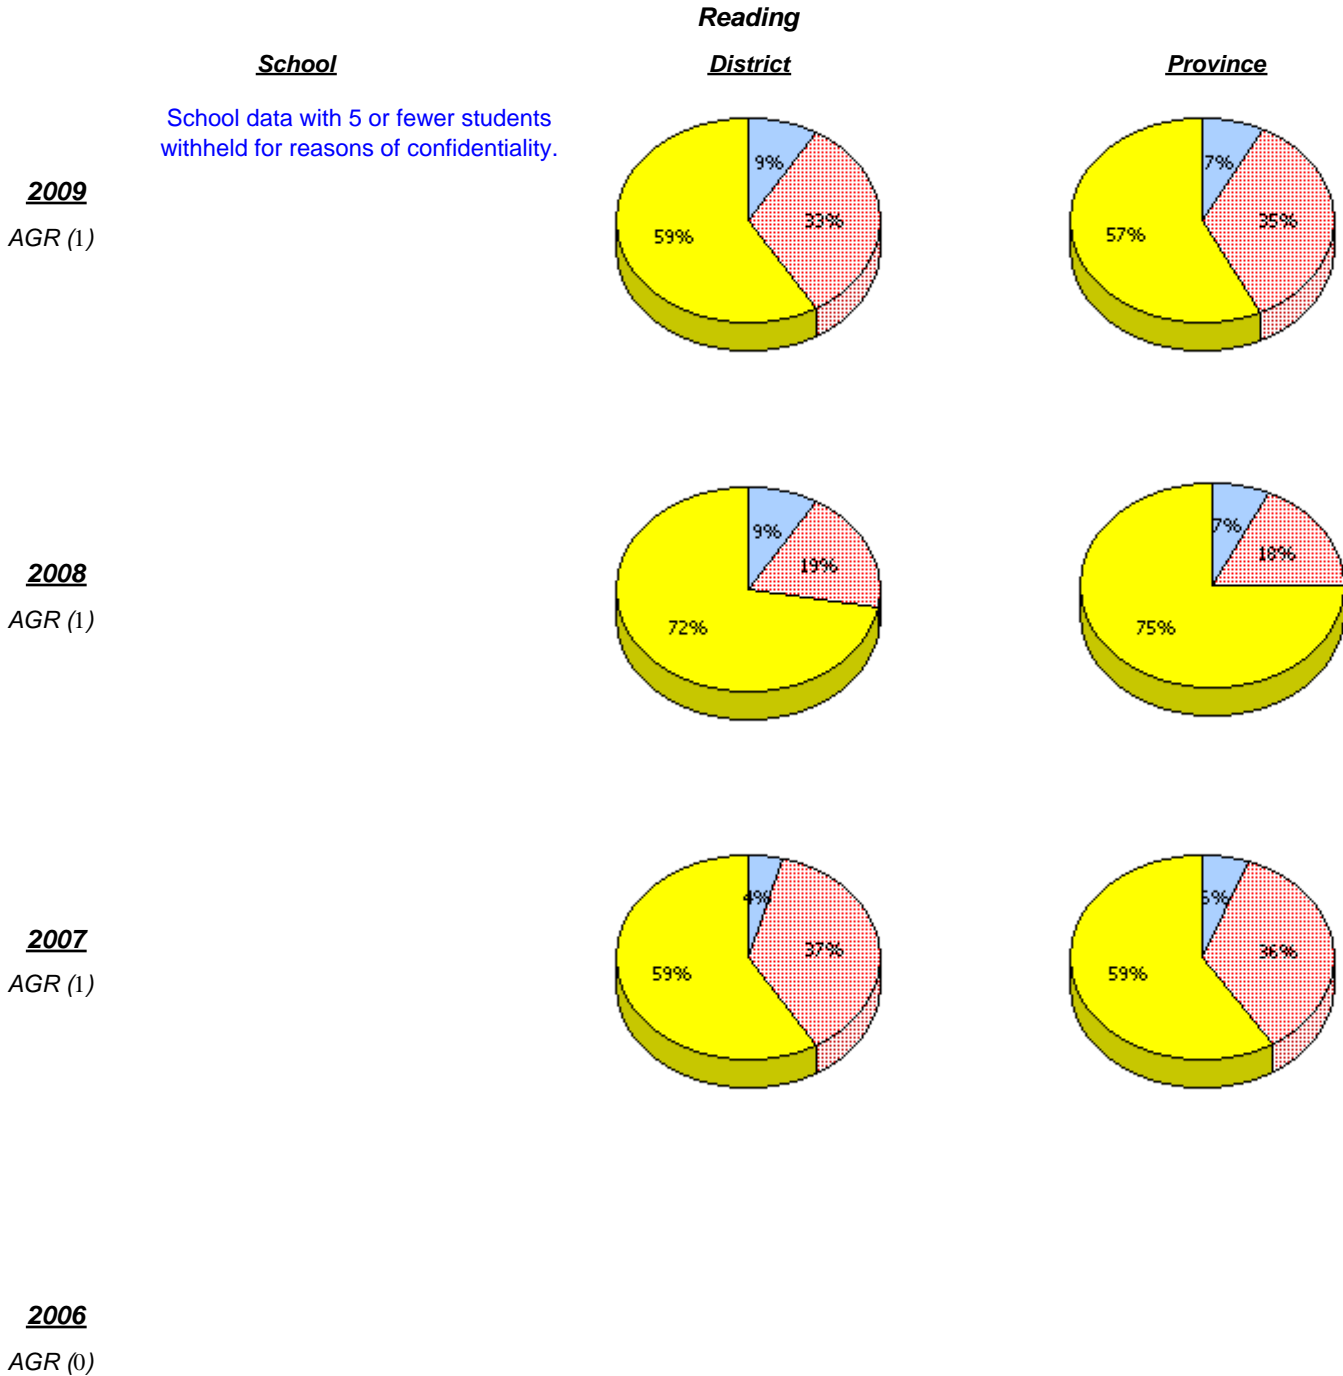 Reading
School District Province
School data with 5 or fewer students
withheld for reasons of confidentiality.
2009
AGR (1)
9% 33% 59%
7% 35% 57%
2008
AGR (1)
9% 19% 72%
7% 18% 75%
2007
AGR (1)
4% 37% 59%
5% 36% 59%
2006
AGR (0)